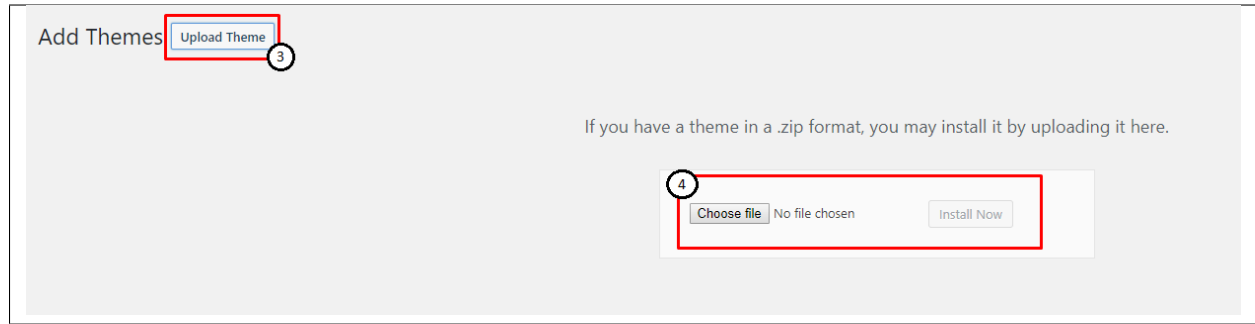 Add Themes Upload Theme
3
If you have a theme in a .zip format, you may install it by uploading it here.
4
Choose file No file chosen Install Now